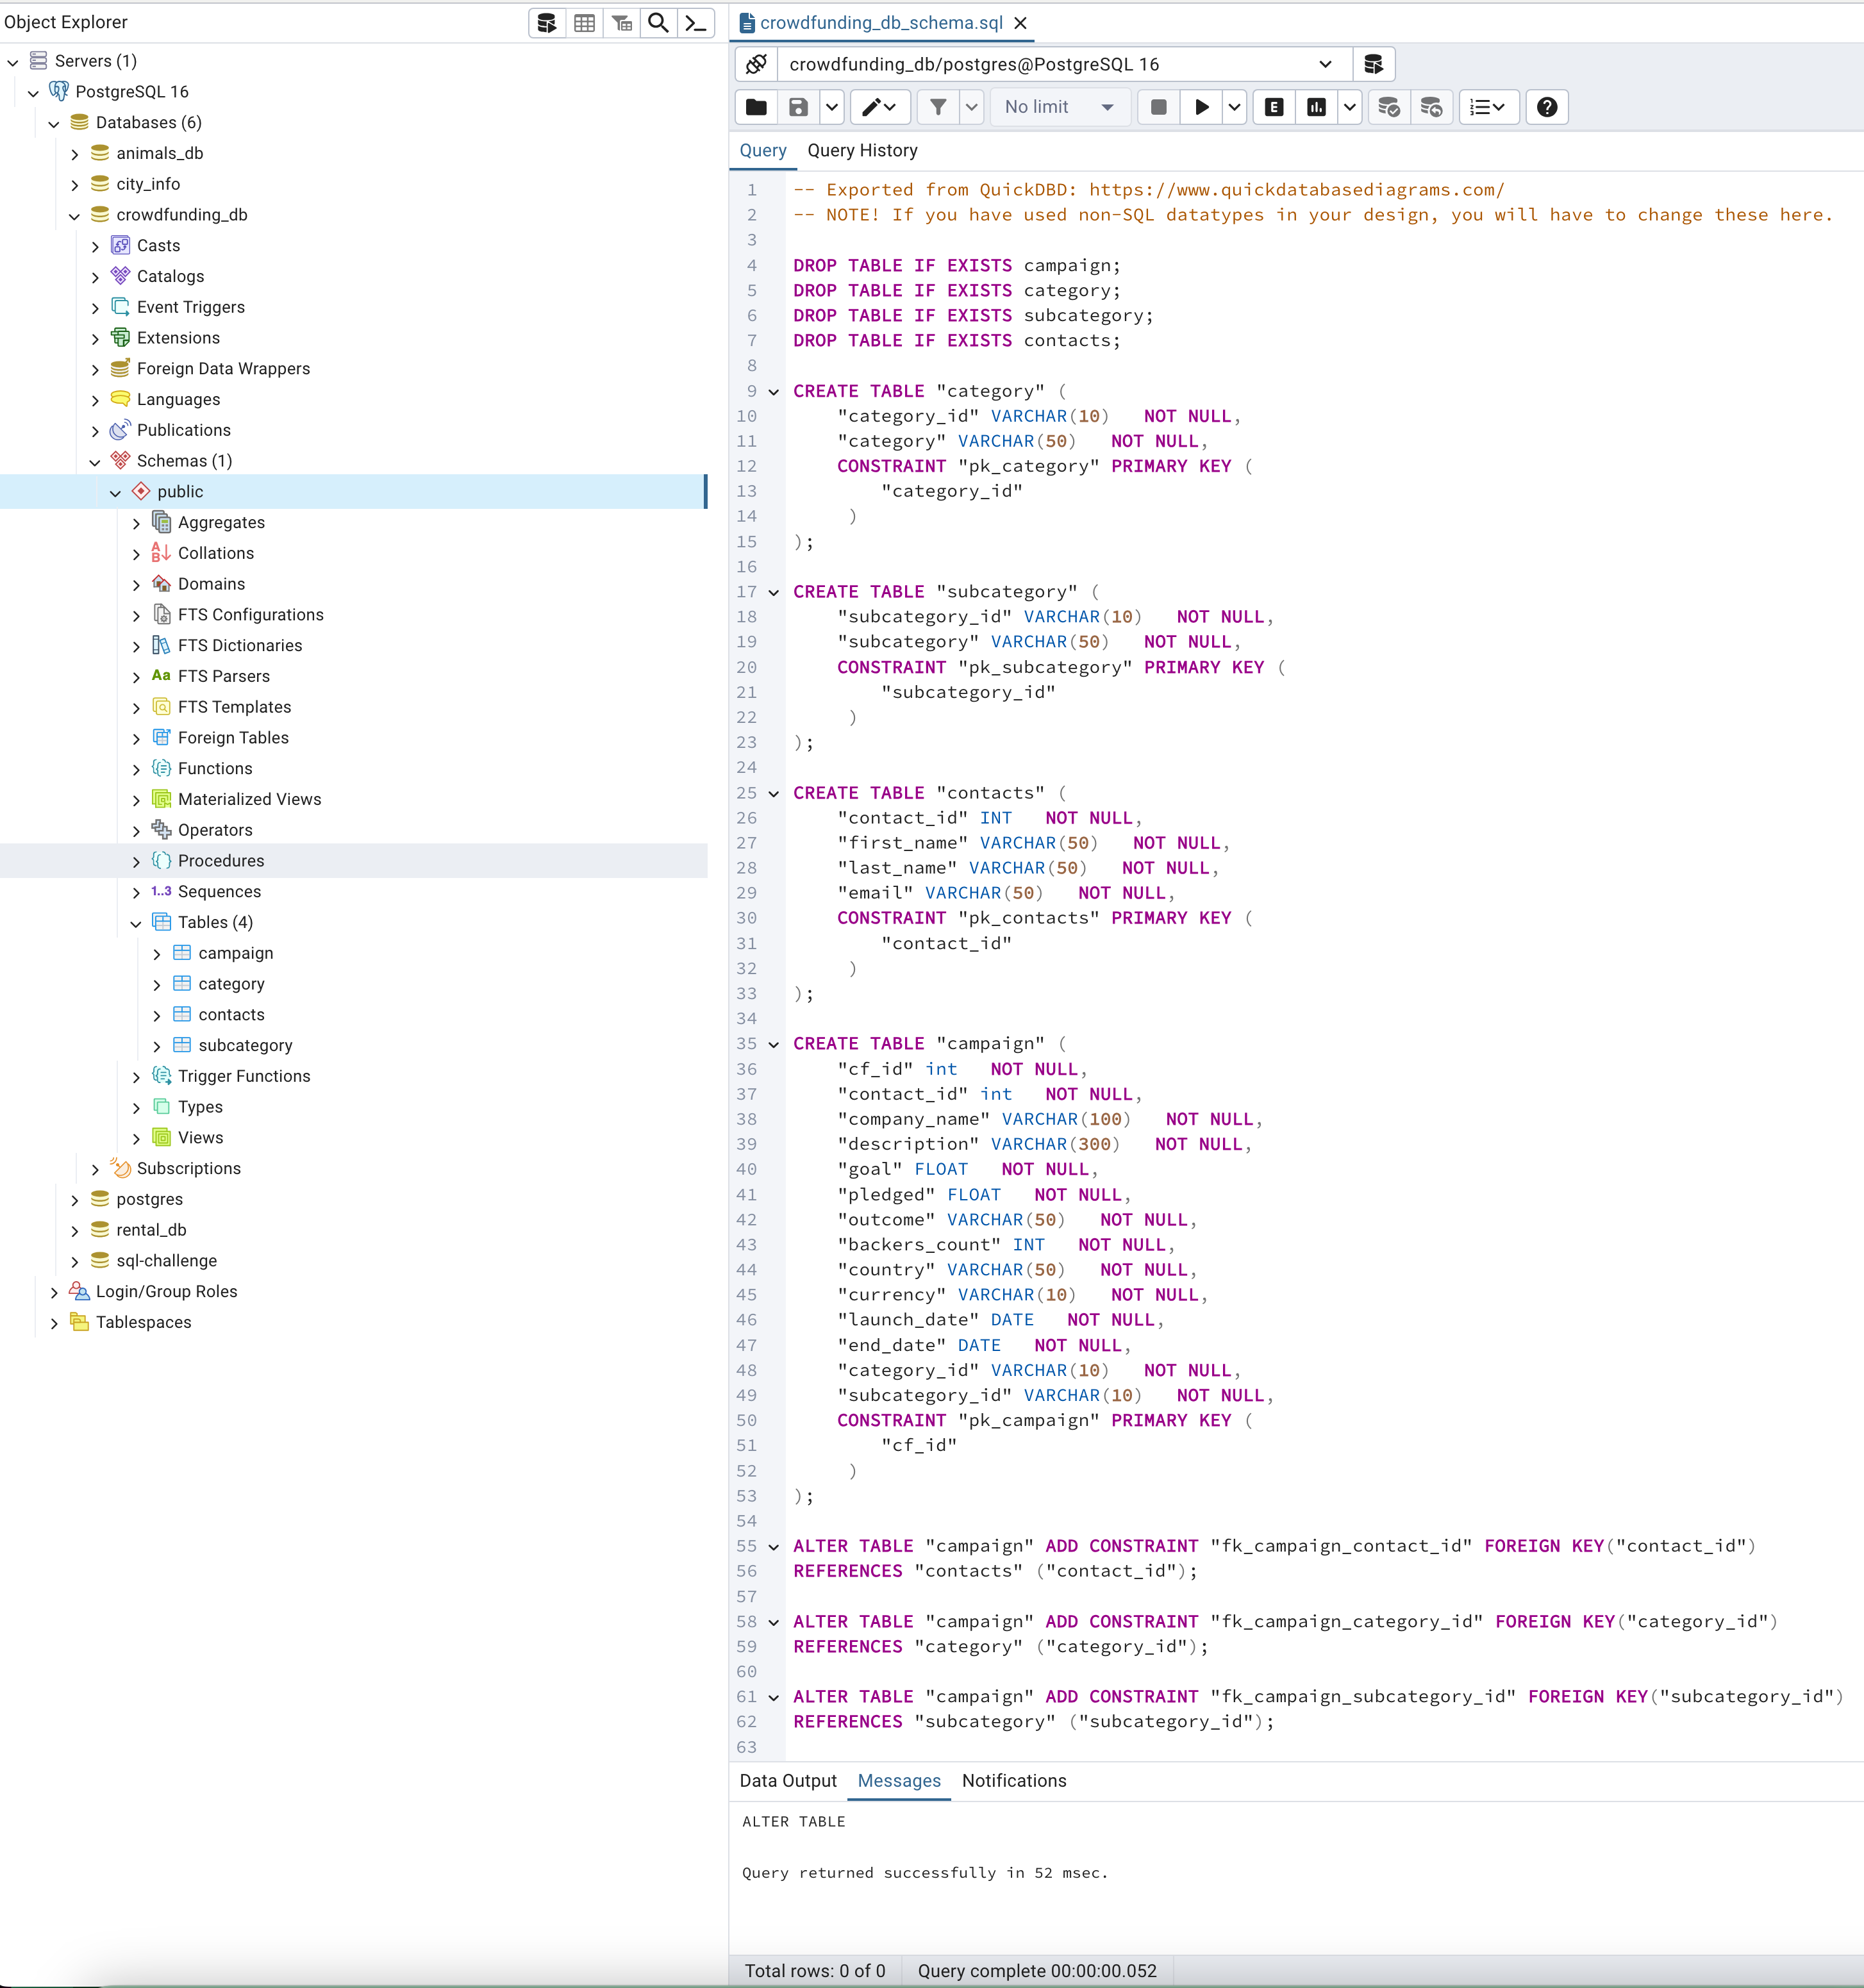 Object Explorer
Servers (1)
PostgreSQL 16
Databases (6)
animals_db
city_info
crowdfunding_db
Casts
Catalogs
Event Triggers
Extensions
Foreign Data Wrappers
Languages
Publications
Schemas (1)
public
Aggregates
Collations
Domains
FTS Configurations
FTS Dictionaries
Aa FTS Parsers
FTS Templates
Foreign Tables
Functions
Materialized Views
Operators
Procedures
1..3 Sequences
Tables (4)
campaign
category
contacts
subcategory
Trigger Functions
Types
Views
Subscriptions
postgres
rental_db
sql-challenge
Login/Group Roles
Tablespaces
crowdfunding_db_schema.sql
crowdfunding_db/postgres@PostgreSQL 16
No limit
E
Query Query History
1 -- Exported from QuickDBD: https://www.quickdatabasediagrams.com/
2 -- NOTE! If you have used non-SQL datatypes in your design, you will have to change these here.
3
4 DROP TABLE IF EXISTS campaign;
5 DROP TABLE IF EXISTS category;
6 DROP TABLE IF EXISTS subcategory;
7 DROP TABLE IF EXISTS contacts;
8
9 CREATE TABLE "category" (
10 "category_id" VARCHAR(10) NOT NULL,
11 "category" VARCHAR(50) NOT NULL,
12 CONSTRAINT "pk_category" PRIMARY KEY (
13 "category_id"
14 )
15 );
16
17 CREATE TABLE "subcategory" (
18 "subcategory_id" VARCHAR(10) NOT NULL,
19 "subcategory" VARCHAR(50) NOT NULL,
20 CONSTRAINT "pk_subcategory" PRIMARY KEY (
21 "subcategory_id"
22 )
23 );
24
25 CREATE TABLE "contacts" (
26 "contact_id" INT NOT NULL,
27 "first_name" VARCHAR(50) NOT NULL,
28 "last_name" VARCHAR(50) NOT NULL,
29 "email" VARCHAR(50) NOT NULL,
30 CONSTRAINT "pk_contacts" PRIMARY KEY (
31 "contact_id"
32 )
33 );
34
35 CREATE TABLE "campaign" (
36 "cf_id" int NOT NULL,
37 "contact_id" int NOT NULL,
38 "company_name" VARCHAR(100) NOT NULL,
39 "description" VARCHAR(300) NOT NULL,
40 "goal" FLOAT NOT NULL,
41 "pledged" FLOAT NOT NULL,
42 "outcome" VARCHAR(50) NOT NULL,
43 "backers_count" INT NOT NULL,
44 "country" VARCHAR(50) NOT NULL,
45 "currency" VARCHAR(10) NOT NULL,
46 "launch_date" DATE NOT NULL,
47 "end_date" DATE NOT NULL,
48 "category_id" VARCHAR(10) NOT NULL,
49 "subcategory_id" VARCHAR(10) NOT NULL,
50 CONSTRAINT "pk_campaign" PRIMARY KEY (
51 "cf_id"
52 )
53 );
54
55 ALTER TABLE "campaign" ADD CONSTRAINT "fk_campaign_contact_id" FOREIGN KEY("contact_id")
56 REFERENCES "contacts" ("contact_id");
57
58 ALTER TABLE "campaign" ADD CONSTRAINT "fk_campaign_category_id" FOREIGN KEY("category_id")
59 REFERENCES "category" ("category_id");
60
61 ALTER TABLE "campaign" ADD CONSTRAINT "fk_campaign_subcategory_id" FOREIGN KEY("subcategory_id")
62 REFERENCES "subcategory" ("subcategory_id");
63
Data Output Messages Notifications
ALTER TABLE
Query returned successfully in 52 msec.
Total rows: 0 of 0 Query complete 00:00:00.052